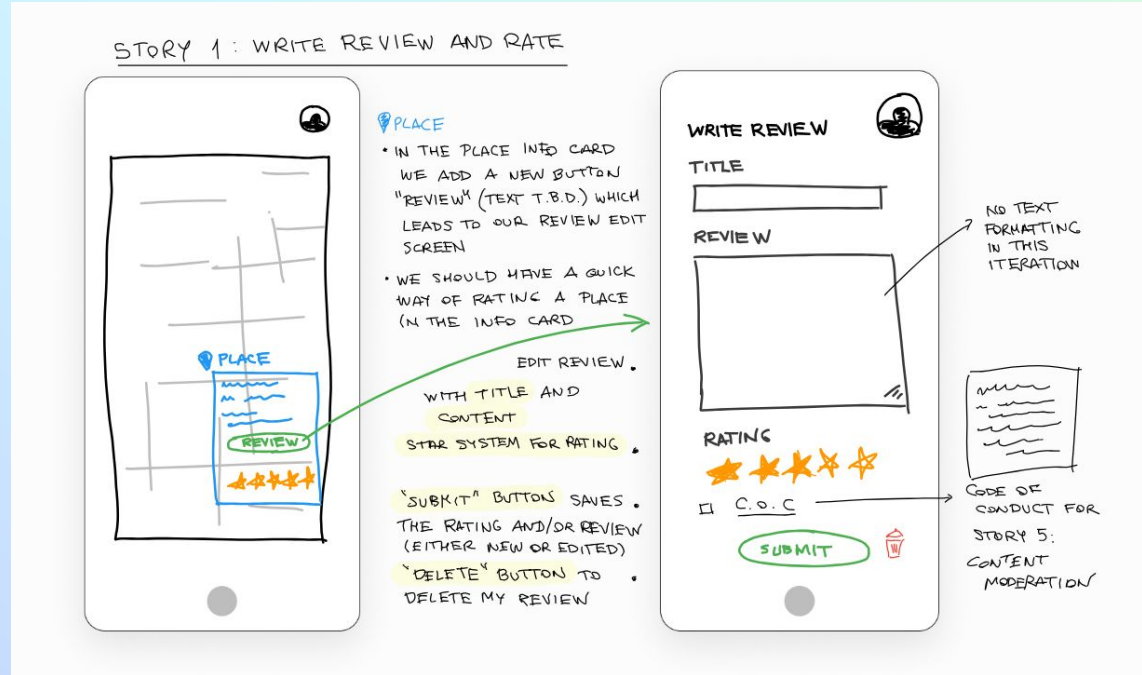 STORY 1: WRITE REVIEW AND RATE
PLACE
REVIEW
PLACE
• IN THE PLACE INFO CARD
WE ADD A NEW BUTTON
"REVIEW" (TEXT T.B.D.) WHICH
LEADS TO OUR REVIEW EDIT
SCREEN
• WE SHOULD HAVE A QUICK
WAY OF RATING A PLACE
IN THE INFO CARD
EDIT REVIEW •
WITH TITLE AND
CONTENT
STAR SYSTEM FOR RATING •
"SUBMIT" BUTTON SAVES •
THE RATING AND/OR REVIEW
(EITHER NEW OR EDITED)
"DELETE" BUTTON TO •
DELETE MY REVIEW
WRITE REVIEW
TITLE
REVIEW
RATING
C.O.C
SUBMIT
NO TEXT
FORMATTING
IN THIS
ITERATION
CODE OF
CONDUCT FOR
STORY 5:
CONTENT
MODERATION